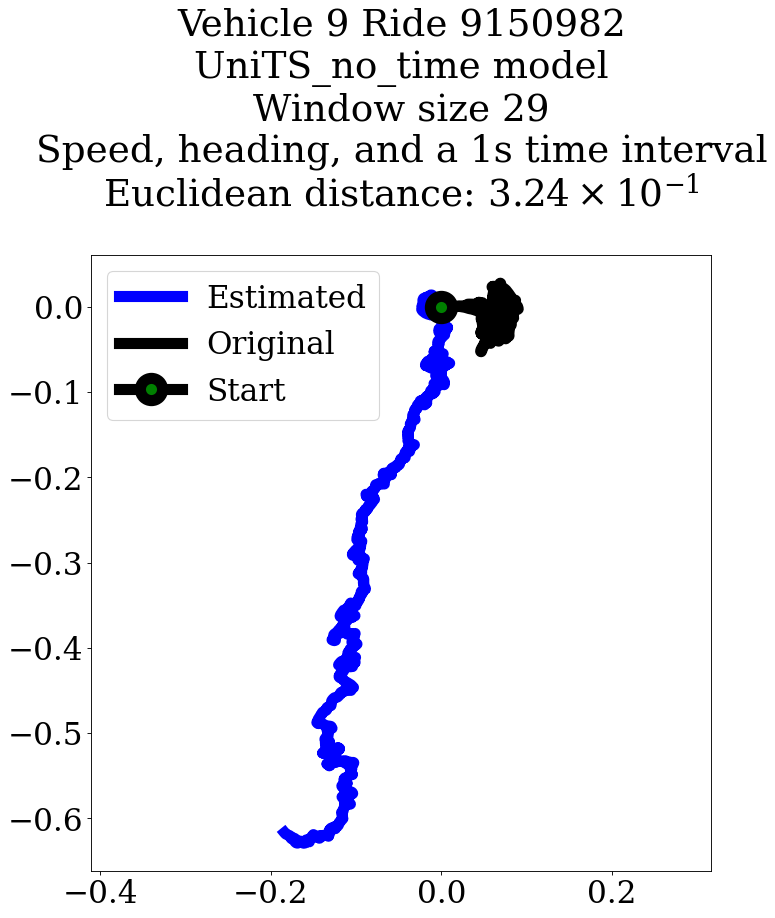 Vehicle 9 Ride 9150982
UniTS_no_time model
Window size 29
Speed, heading, and a 1s time interval
Euclidean distance: 3.24 × 10⁻¹
Estimated
Original
Start
0.0
−0.1
−0.2
−0.3
−0.4
−0.5
−0.6
−0.4 −0.2 0.0 0.2